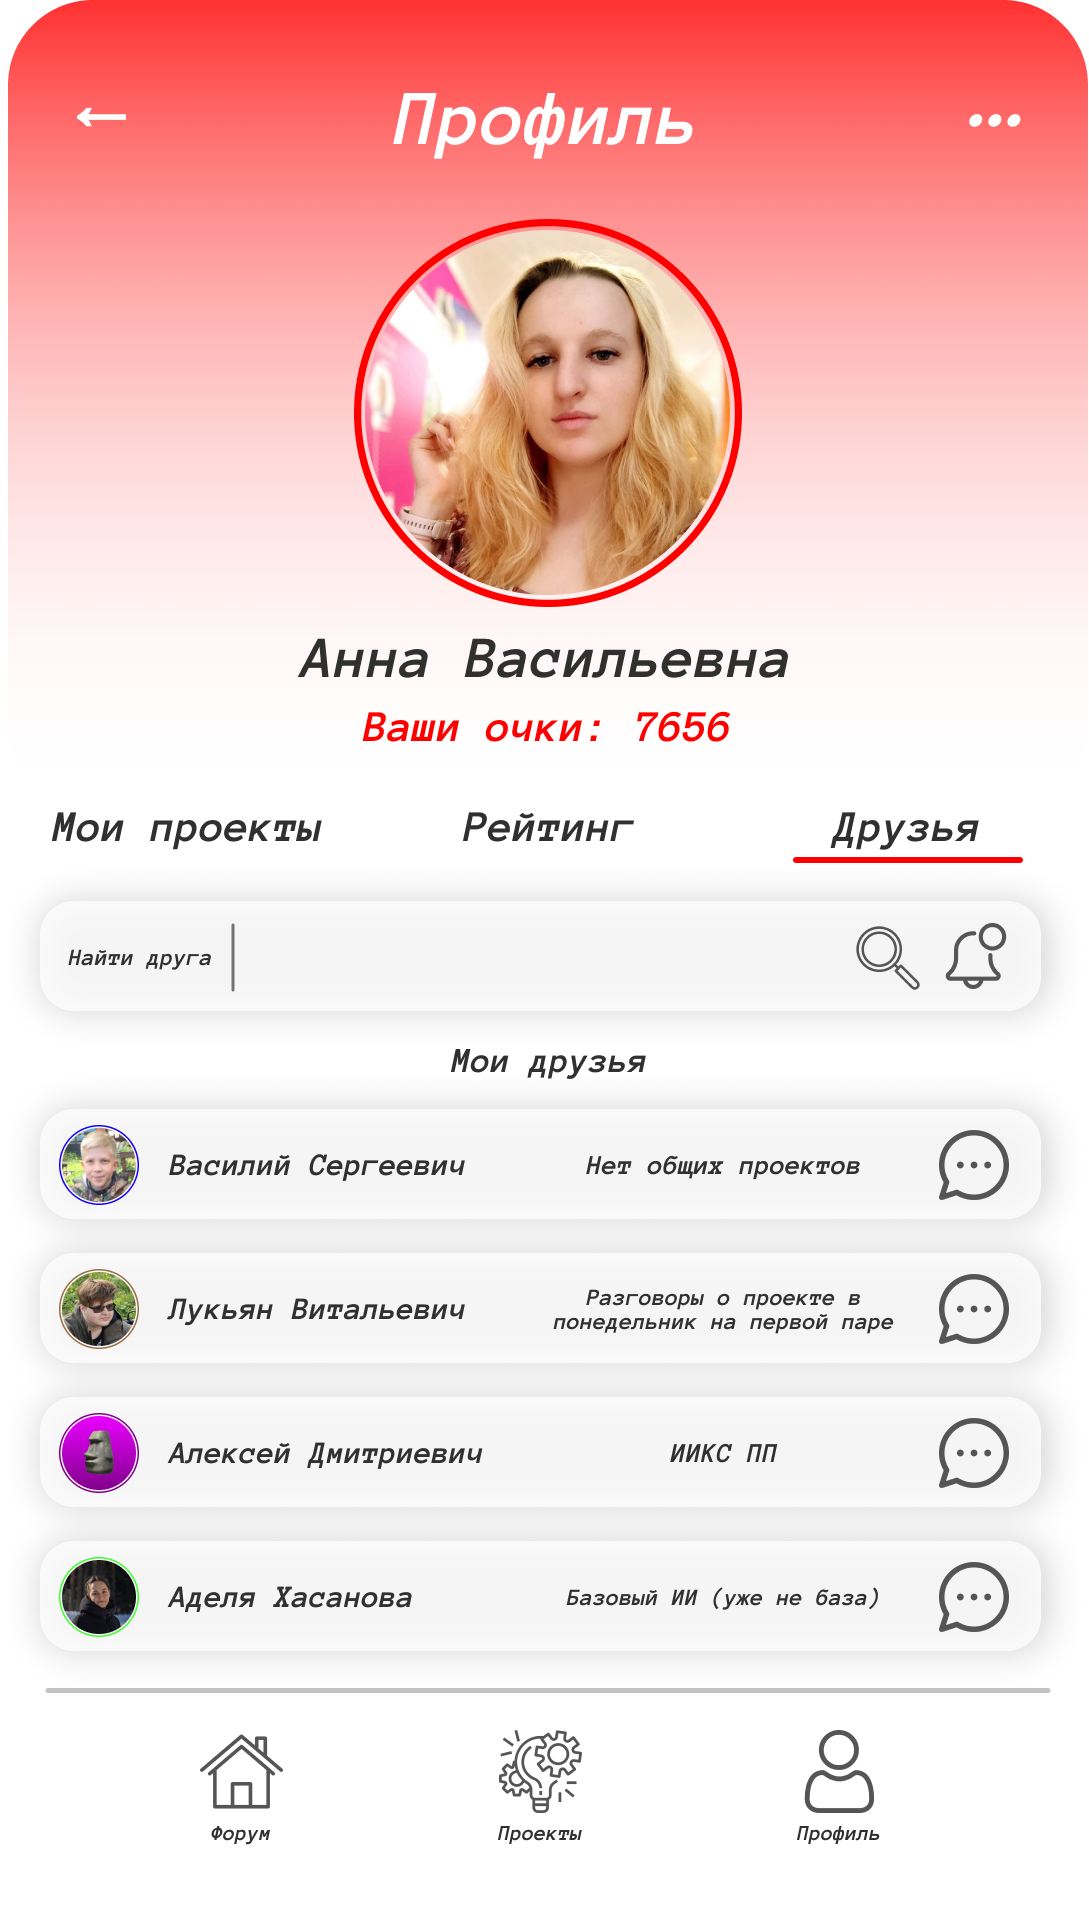 Профиль
Анна Васильевна
Ваши очки: 7656
Мои проекты Рейтинг Друзья
Найти друга
Мои друзья
Василий Сергеевич Нет общих проектов
Лукьян Витальевич Разговоры о проекте в
понедельник на первой паре
Алексей Дмитриевич ИИКС ПП
Аделя Хасанова Базовый ИИ (уже не база)
Форум Проекты Профиль